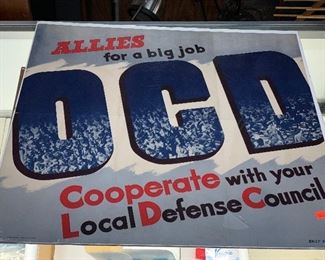 ALLIES
for a big job
OCD
Cooperate with your
Local Defense Council